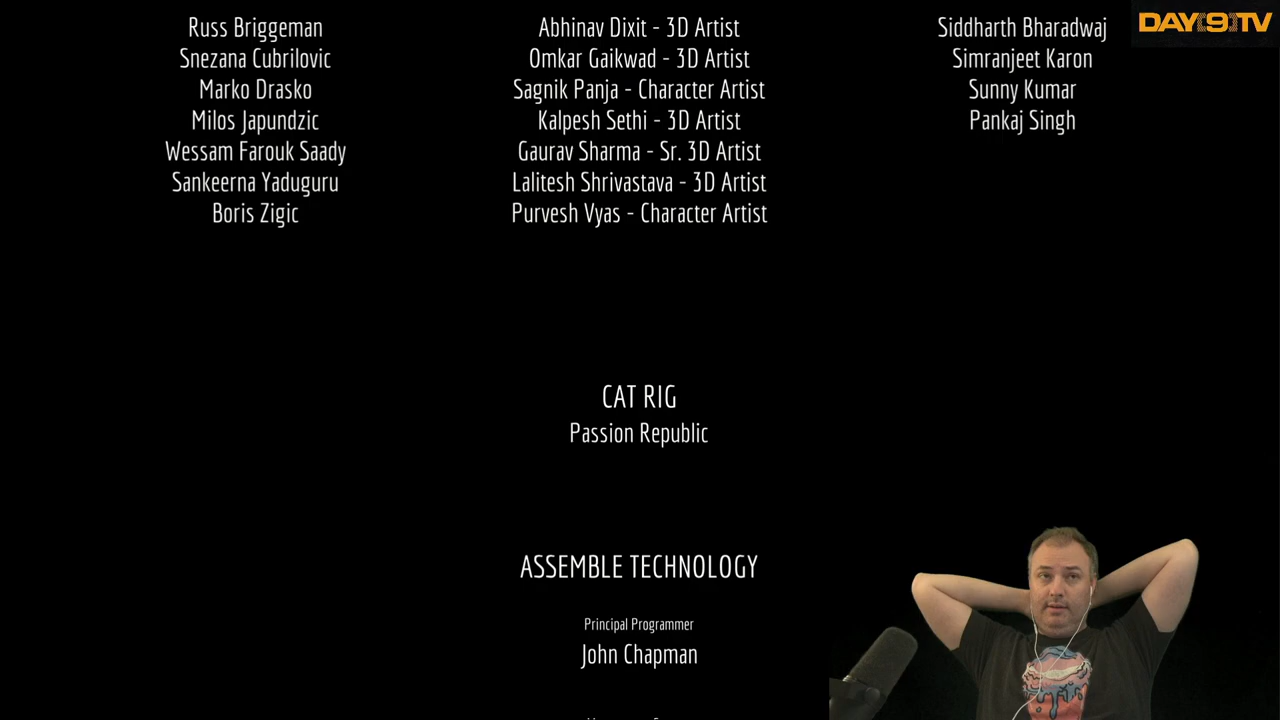 DAY[9]TV
Russ Briggeman
Snezana Cubrilovic
Marko Drasko
Milos Japundzic
Wessam Farouk Saady
Sankeerna Yaduguru
Boris Zigic
Abhinav Dixit - 3D Artist
Omkar Gaikwad - 3D Artist
Sagnik Panja - Character Artist
Kalpesh Sethi - 3D Artist
Gaurav Sharma - Sr. 3D Artist
Lalitesh Shrivastava - 3D Artist
Purvesh Vyas - Character Artist
Siddharth Bharadwaj
Simranjeet Karon
Sunny Kumar
Pankaj Singh
CAT RIG
Passion Republic
ASSEMBLE TECHNOLOGY
Principal Programmer
John Chapman